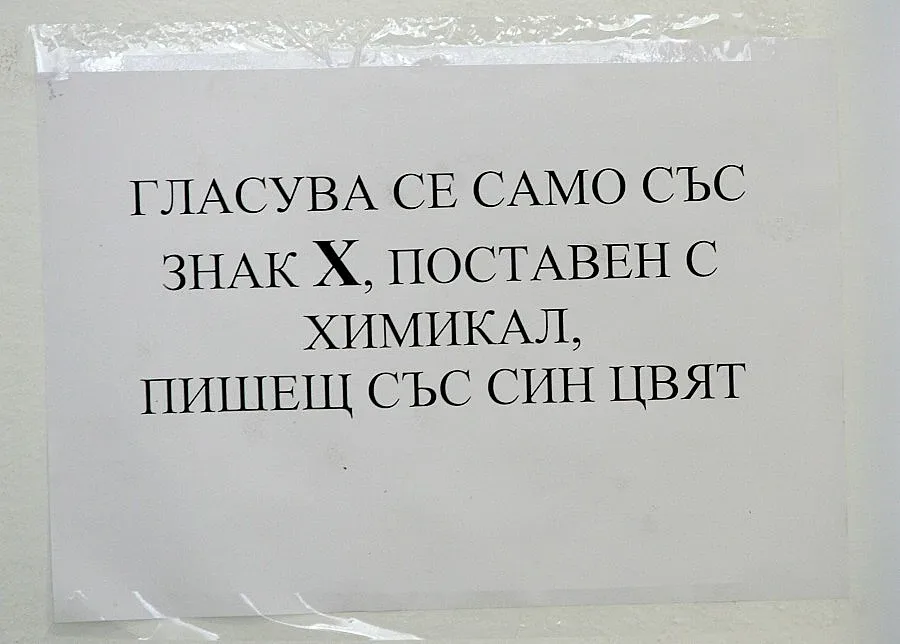 ГЛАСУВА СЕ САМО СЪС
ЗНАК Х, ПОСТАВЕН С
ХИМИКАЛ,
ПИШЕЩ СЪС СИН ЦВЯТ